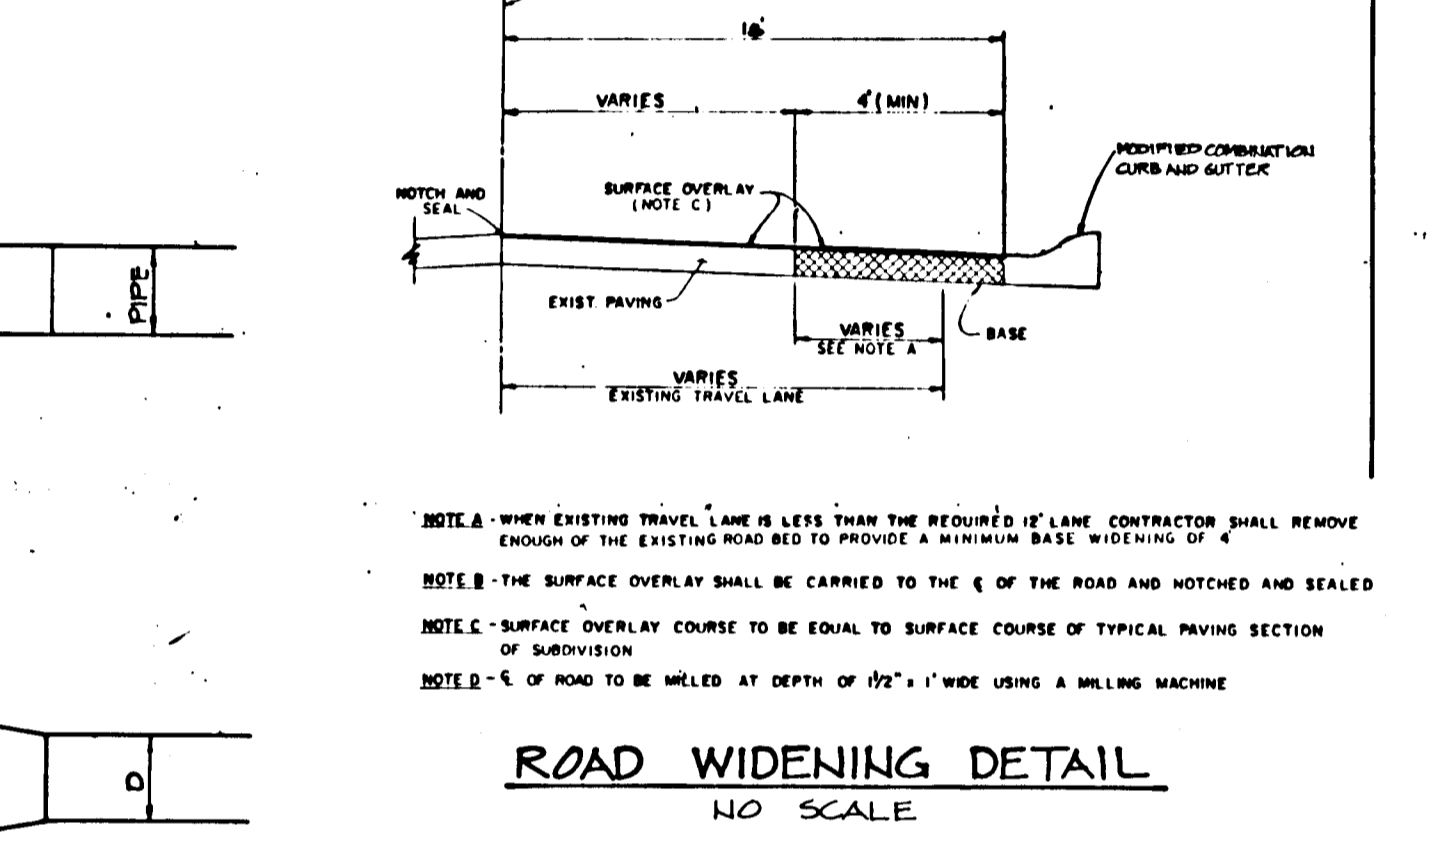 VARIES
4'(MIN)
MODIFIED COMBINATION
CURB AND GUTTER
NOTCH AND
SEAL
SURFACE OVERLAY
(NOTE C)
PIPE
EXIST. PAVING
VARIES
SEE NOTE A
BASE
VARIES
EXISTING TRAVEL LANE
NOTE A - WHEN EXISTING TRAVEL LANE IS LESS THAN THE REQUIRED 12' LANE CONTRACTOR SHALL REMOVE
ENOUGH OF THE EXISTING ROAD BED TO PROVIDE A MINIMUM BASE WIDENING OF 4'
NOTE B - THE SURFACE OVERLAY SHALL BE CARRIED TO THE ℄ OF THE ROAD AND NOTCHED AND SEALED
NOTE C - SURFACE OVERLAY COURSE TO BE EQUAL TO SURFACE COURSE OF TYPICAL PAVING SECTION
OF SUBDIVISION
NOTE D - ℄ OF ROAD TO BE MILLED AT DEPTH OF 1 1/2" x 1' WIDE USING A MILLING MACHINE
D
ROAD WIDENING DETAIL
NO SCALE